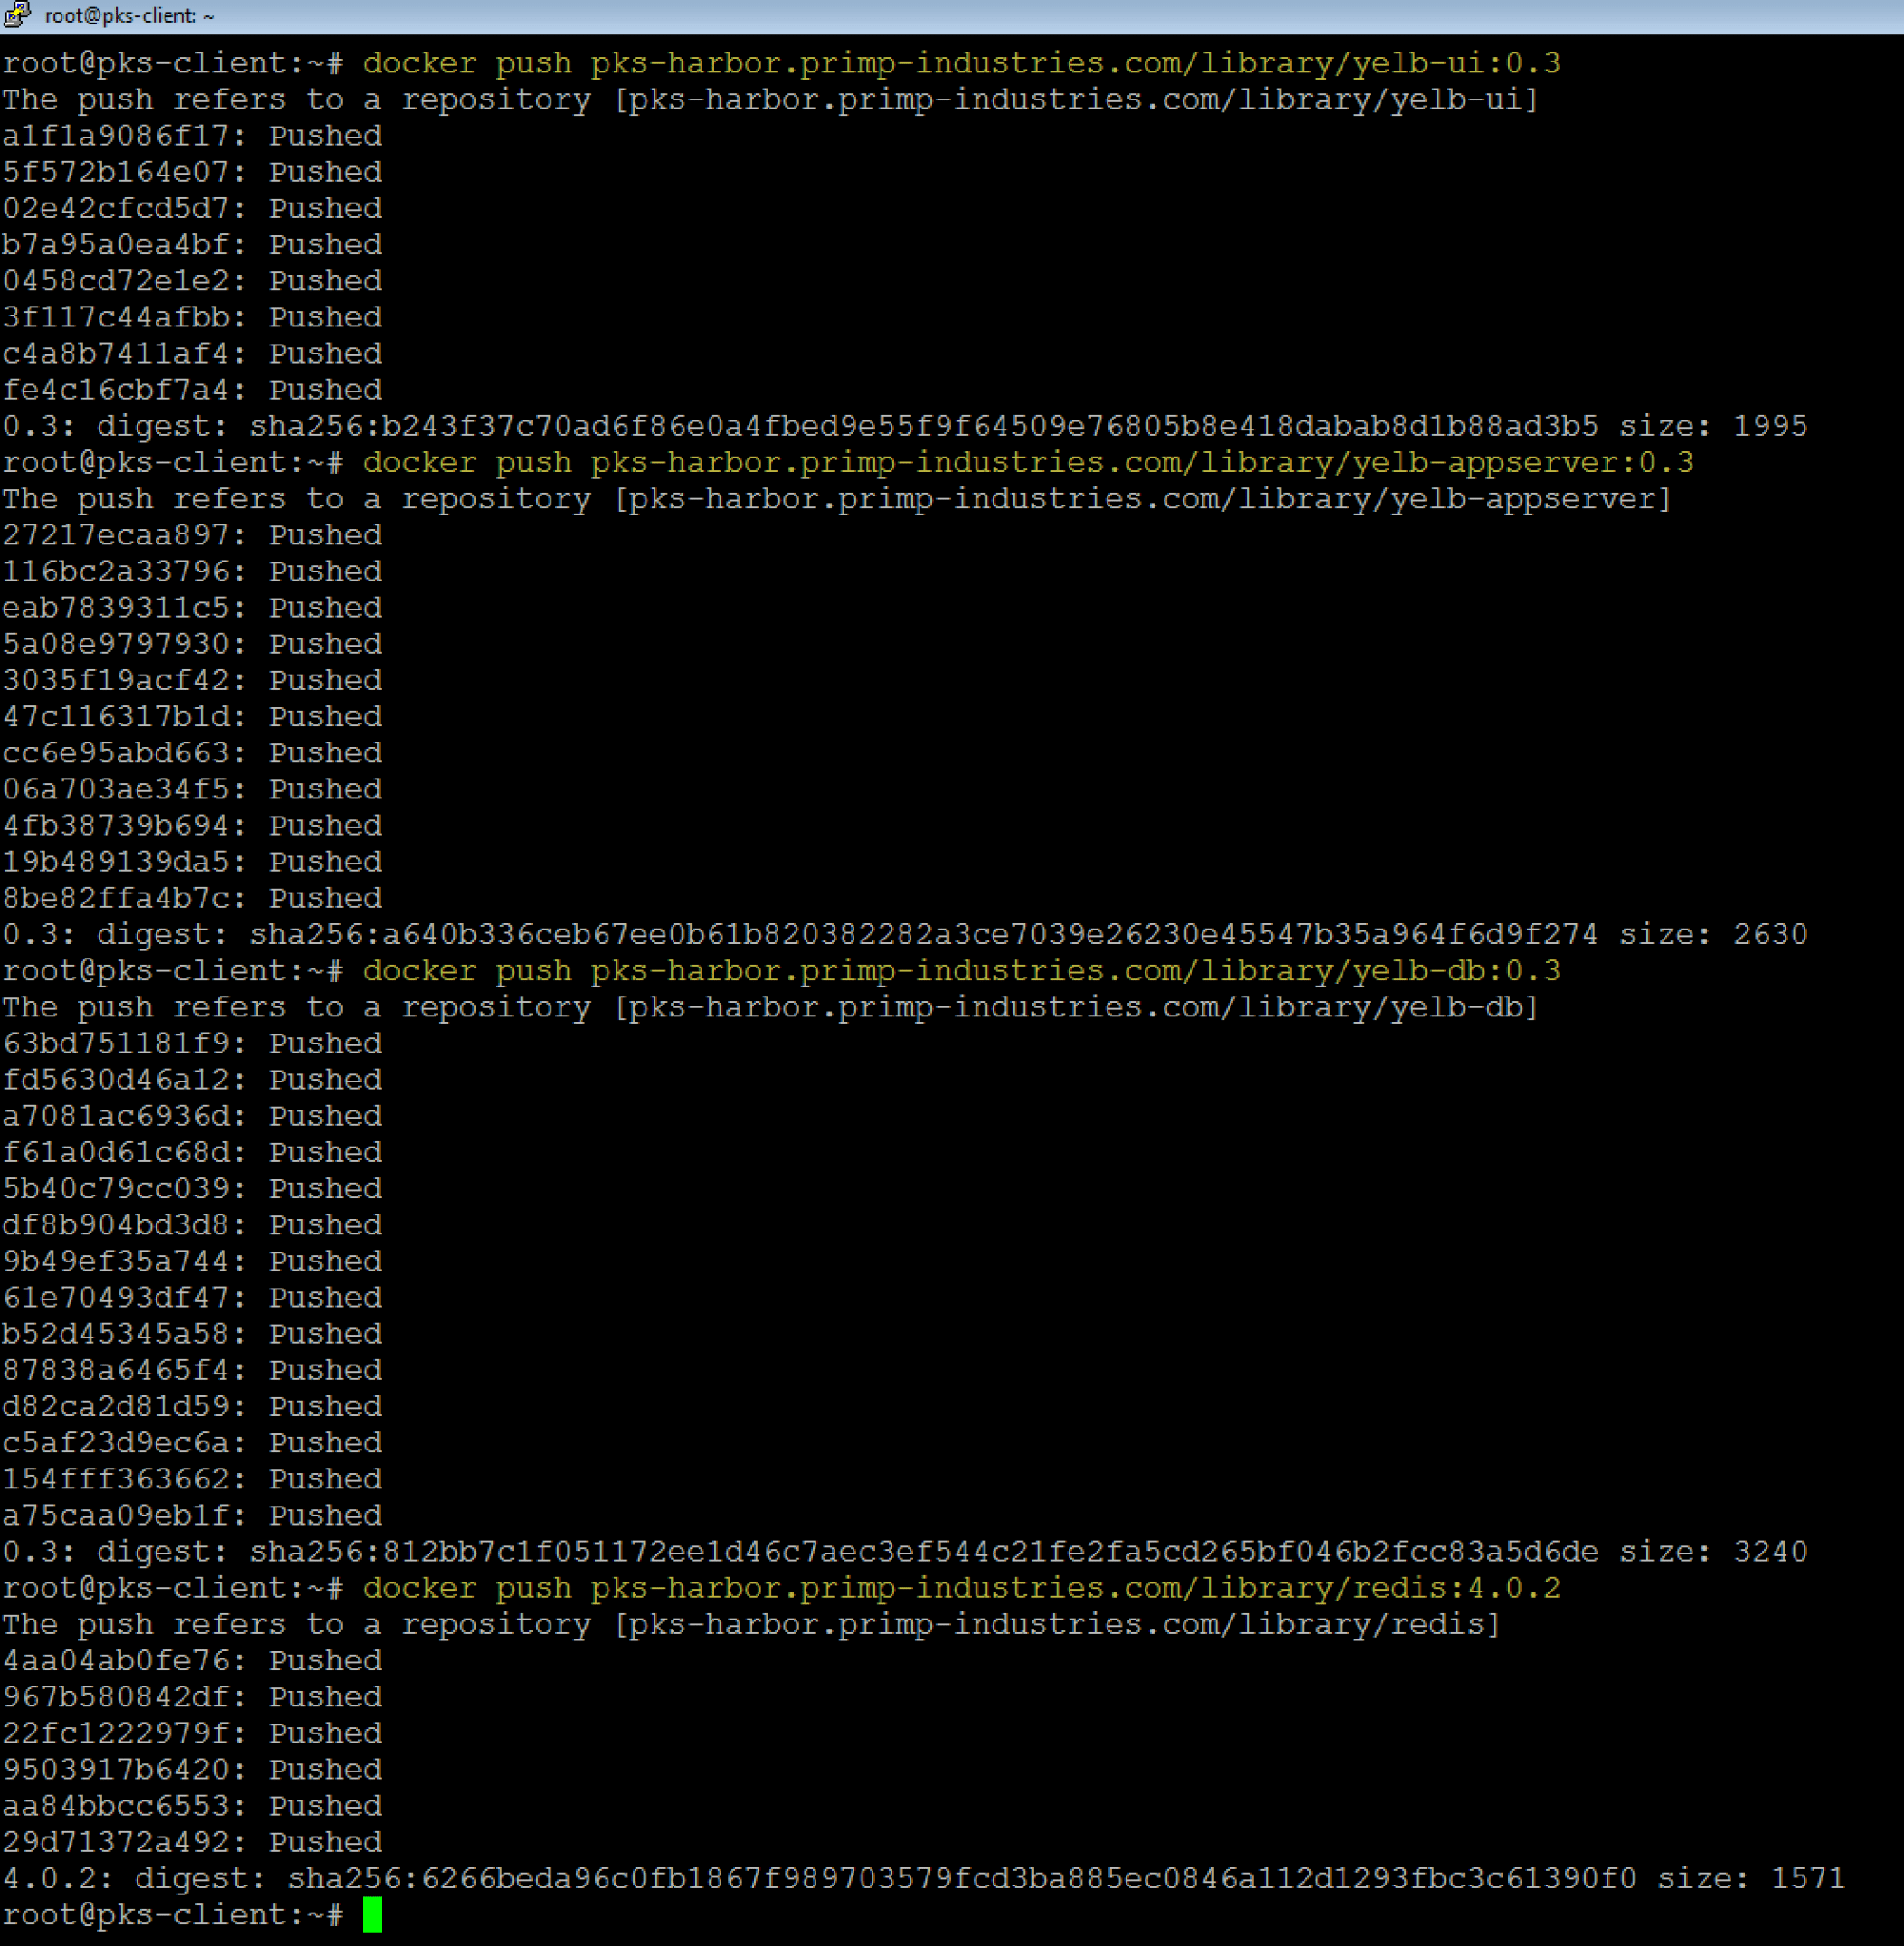 root@pks-client: ~
root@pks-client:~# docker push pks-harbor.primp-industries.com/library/yelb-ui:0.3
The push refers to a repository [pks-harbor.primp-industries.com/library/yelb-ui]
a1f1a9086f17: Pushed
5f572b164e07: Pushed
02e42cfcd5d7: Pushed
b7a95a0ea4bf: Pushed
0458cd72e1e2: Pushed
3f117c44afbb: Pushed
c4a8b7411af4: Pushed
fe4c16cbf7a4: Pushed
0.3: digest: sha256:b243f37c70ad6f86e0a4fbed9e55f9f64509e76805b8e418dabab8d1b88ad3b5 size: 1995
root@pks-client:~# docker push pks-harbor.primp-industries.com/library/yelb-appserver:0.3
The push refers to a repository [pks-harbor.primp-industries.com/library/yelb-appserver]
27217ecaa897: Pushed
116bc2a33796: Pushed
eab7839311c5: Pushed
5a08e9797930: Pushed
3035f19acf42: Pushed
47c116317b1d: Pushed
cc6e95abd663: Pushed
06a703ae34f5: Pushed
4fb38739b694: Pushed
19b489139da5: Pushed
8be82ffa4b7c: Pushed
0.3: digest: sha256:a640b336ceb67ee0b61b820382282a3ce7039e26230e45547b35a964f6d9f274 size: 2630
root@pks-client:~# docker push pks-harbor.primp-industries.com/library/yelb-db:0.3
The push refers to a repository [pks-harbor.primp-industries.com/library/yelb-db]
63bd751181f9: Pushed
fd5630d46a12: Pushed
a7081ac6936d: Pushed
f61a0d61c68d: Pushed
5b40c79cc039: Pushed
df8b904bd3d8: Pushed
9b49ef35a744: Pushed
61e70493df47: Pushed
b52d45345a58: Pushed
87838a6465f4: Pushed
d82ca2d81d59: Pushed
c5af23d9ec6a: Pushed
154fff363662: Pushed
a75caa09eb1f: Pushed
0.3: digest: sha256:812bb7c1f051172ee1d46c7aec3ef544c21fe2fa5cd265bf046b2fcc83a5d6de size: 3240
root@pks-client:~# docker push pks-harbor.primp-industries.com/library/redis:4.0.2
The push refers to a repository [pks-harbor.primp-industries.com/library/redis]
4aa04ab0fe76: Pushed
967b580842df: Pushed
22fc1222979f: Pushed
9503917b6420: Pushed
aa84bbcc6553: Pushed
29d71372a492: Pushed
4.0.2: digest: sha256:6266beda96c0fb1867f989703579fcd3ba885ec0846a112d1293fbc3c61390f0 size: 1571
root@pks-client:~#